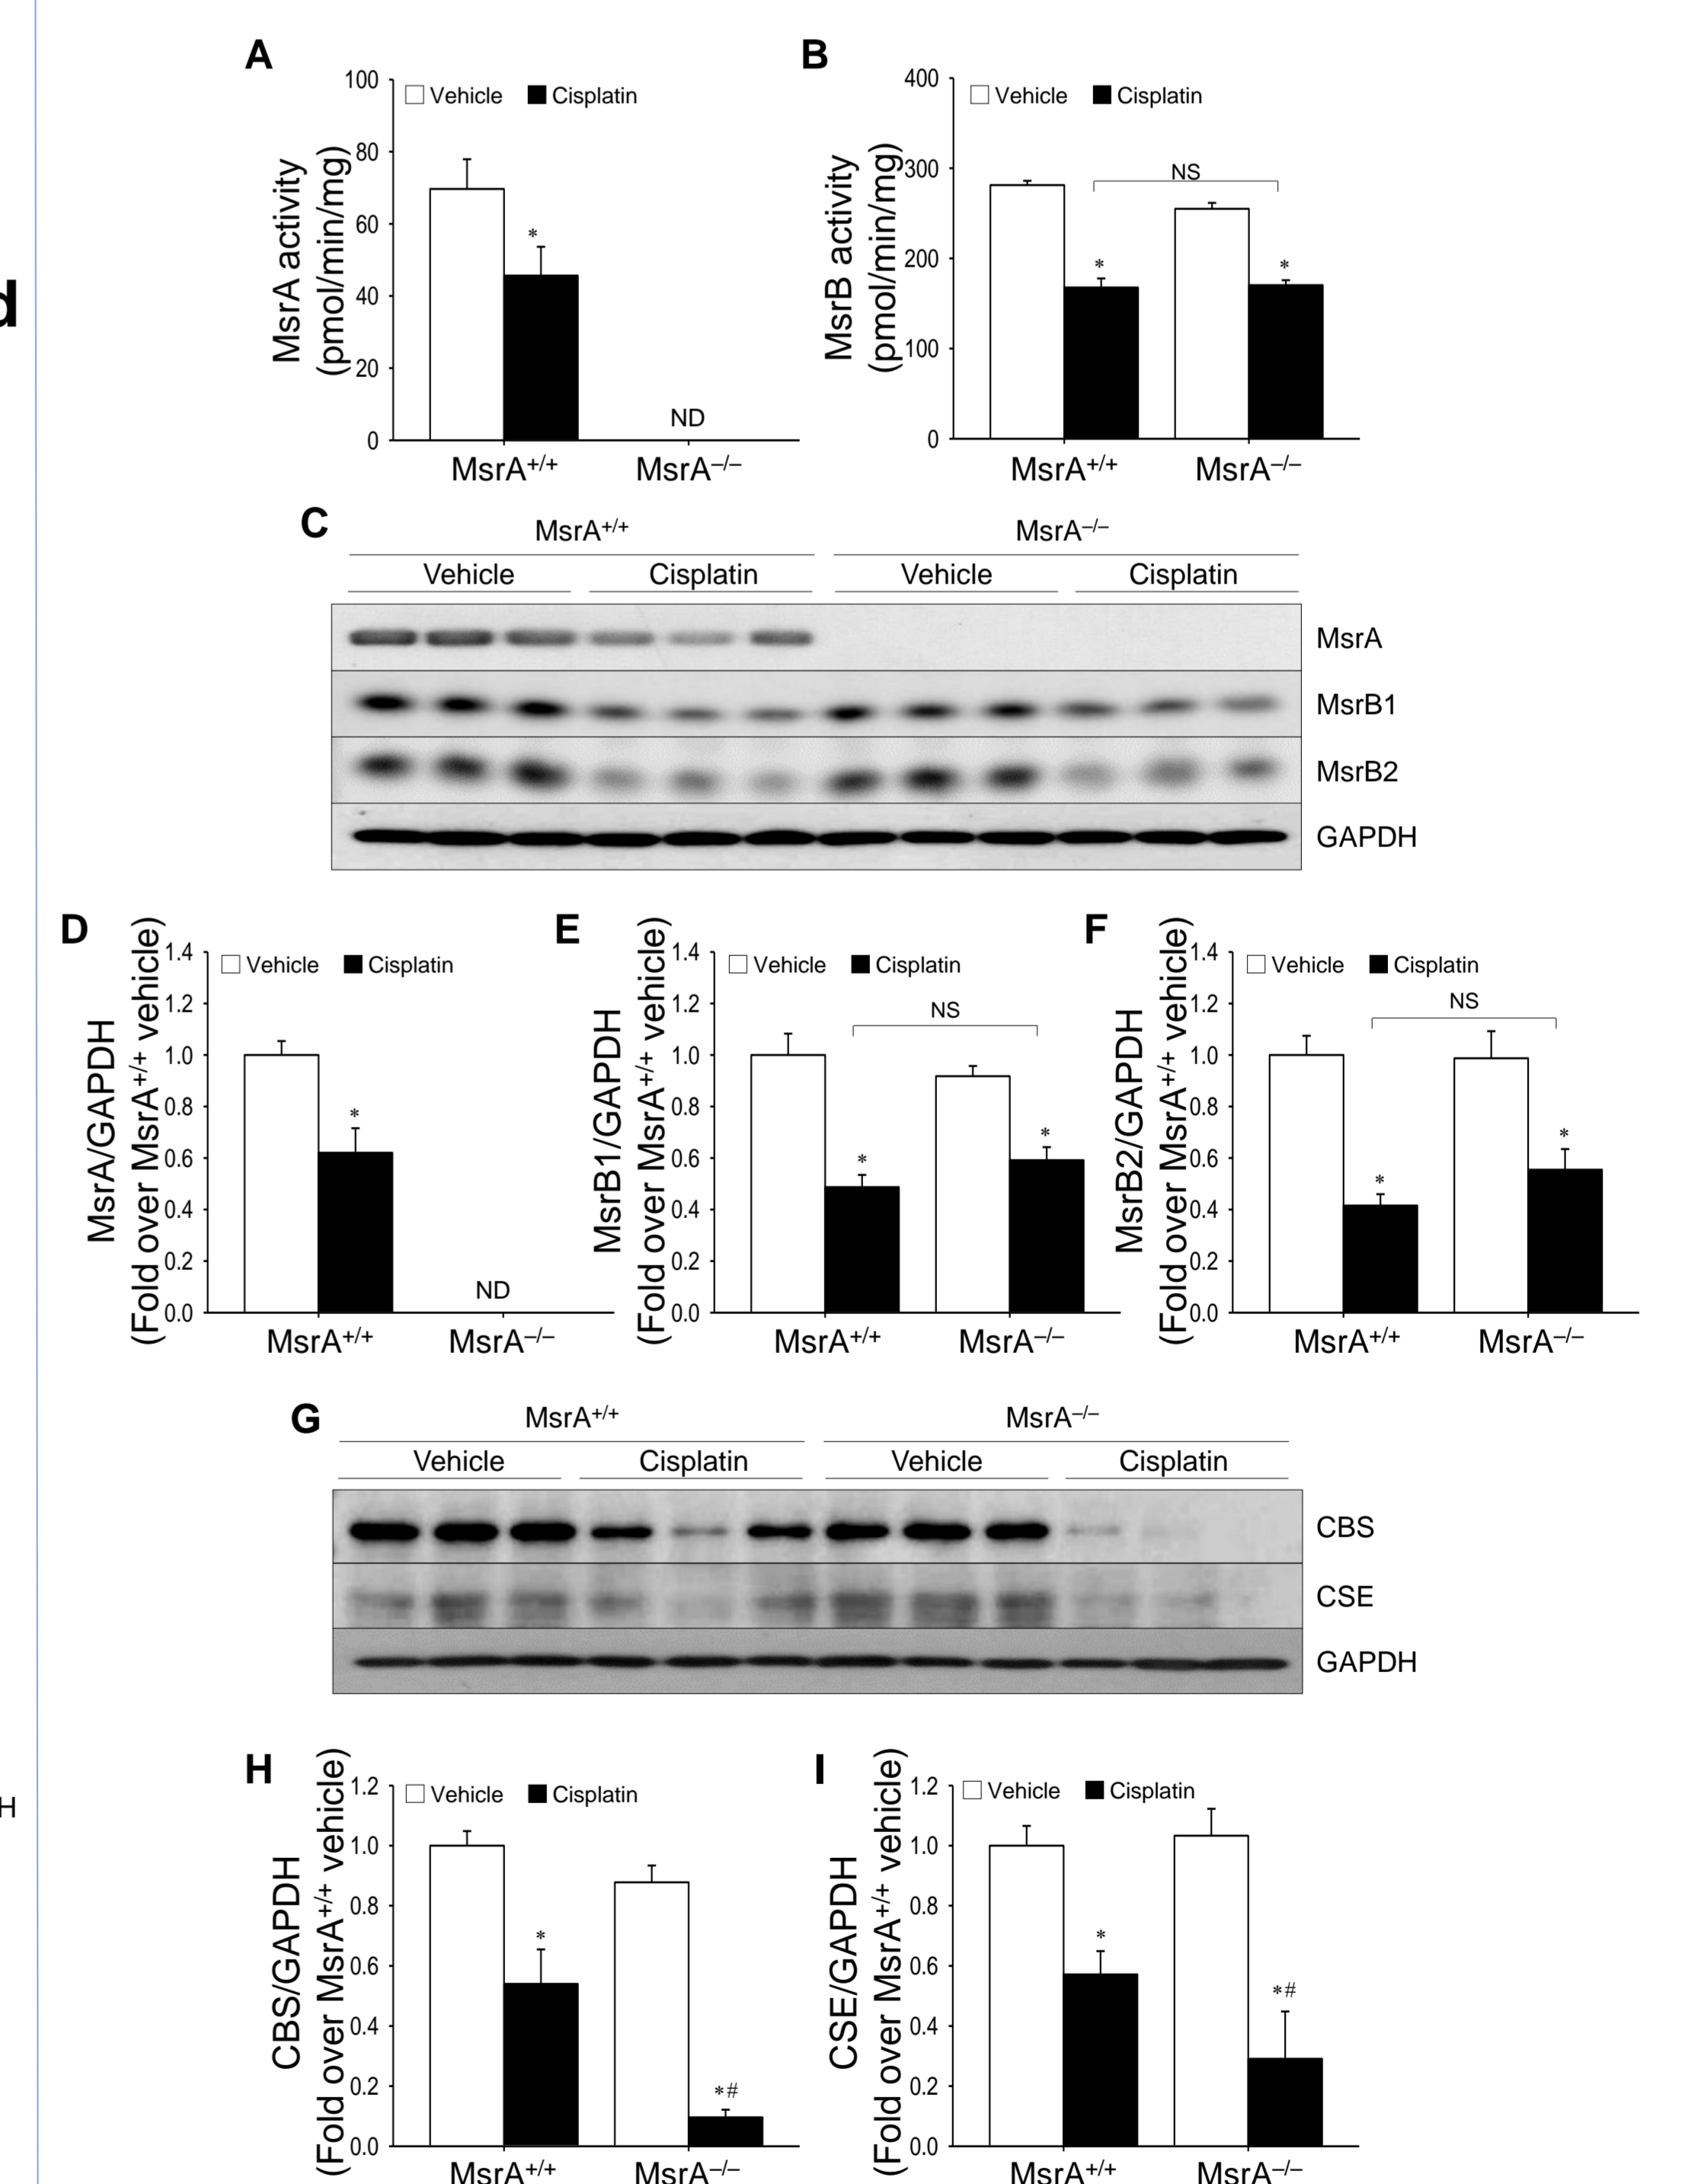 d
H
A
100
80
60
40
20
0
MsrA activity
(pmol/min/mg)
Vehicle Cisplatin
*
ND
MsrA+/+ MsrA–/–
B
400
300
200
100
0
MsrB activity
(pmol/min/mg)
Vehicle Cisplatin
NS
* *
MsrA+/+ MsrA–/–
C
MsrA+/+ MsrA–/–
Vehicle Cisplatin Vehicle Cisplatin
MsrA
MsrB1
MsrB2
GAPDH
D
1.4
1.2
1.0
0.8
0.6
0.4
0.2
0.0
MsrA/GAPDH
(Fold over MsrA+/+ vehicle)
Vehicle Cisplatin
*
ND
MsrA+/+ MsrA–/–
E
1.4
1.2
1.0
0.8
0.6
0.4
0.2
0.0
MsrB1/GAPDH
(Fold over MsrA+/+ vehicle)
Vehicle Cisplatin
NS
* *
MsrA+/+ MsrA–/–
F
1.4
1.2
1.0
0.8
0.6
0.4
0.2
0.0
MsrB2/GAPDH
(Fold over MsrA+/+ vehicle)
Vehicle Cisplatin
NS
* *
MsrA+/+ MsrA–/–
G
MsrA+/+ MsrA–/–
Vehicle Cisplatin Vehicle Cisplatin
CBS
CSE
GAPDH
H
1.2
1.0
0.8
0.6
0.4
0.2
0.0
CBS/GAPDH
(Fold over MsrA+/+ vehicle)
Vehicle Cisplatin
* *#
MsrA+/+ MsrA–/–
I
1.2
1.0
0.8
0.6
0.4
0.2
0.0
CSE/GAPDH
(Fold over MsrA+/+ vehicle)
Vehicle Cisplatin
* *#
MsrA+/+ MsrA–/–